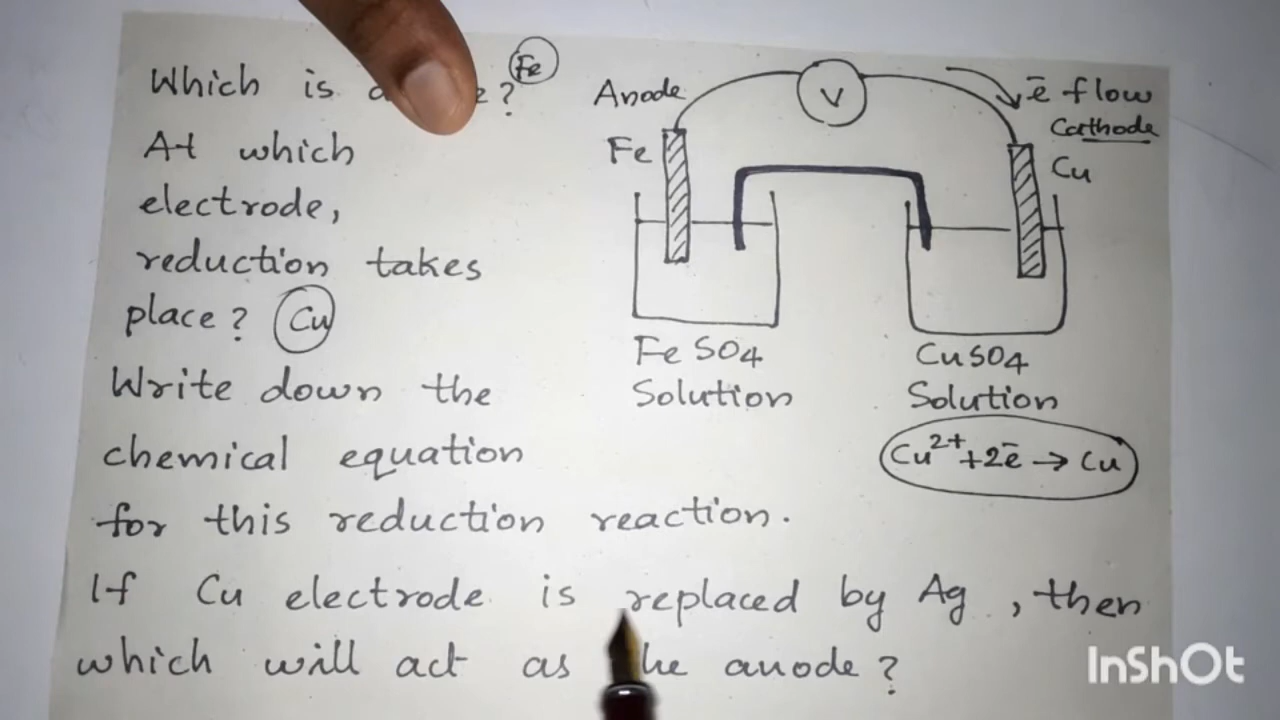 Which is ? Fe
At which
electrode,
reduction takes
place? Cu
Write down the
chemical equation
for this reduction reaction.
If Cu electrode is replaced by Ag, then
which will act as anode?
Anode
Fe
V
ē flow
Cathode
Cu
FeSO4
Solution
CuSO4
Solution
Cu2+ + 2ē → Cu
InShOt